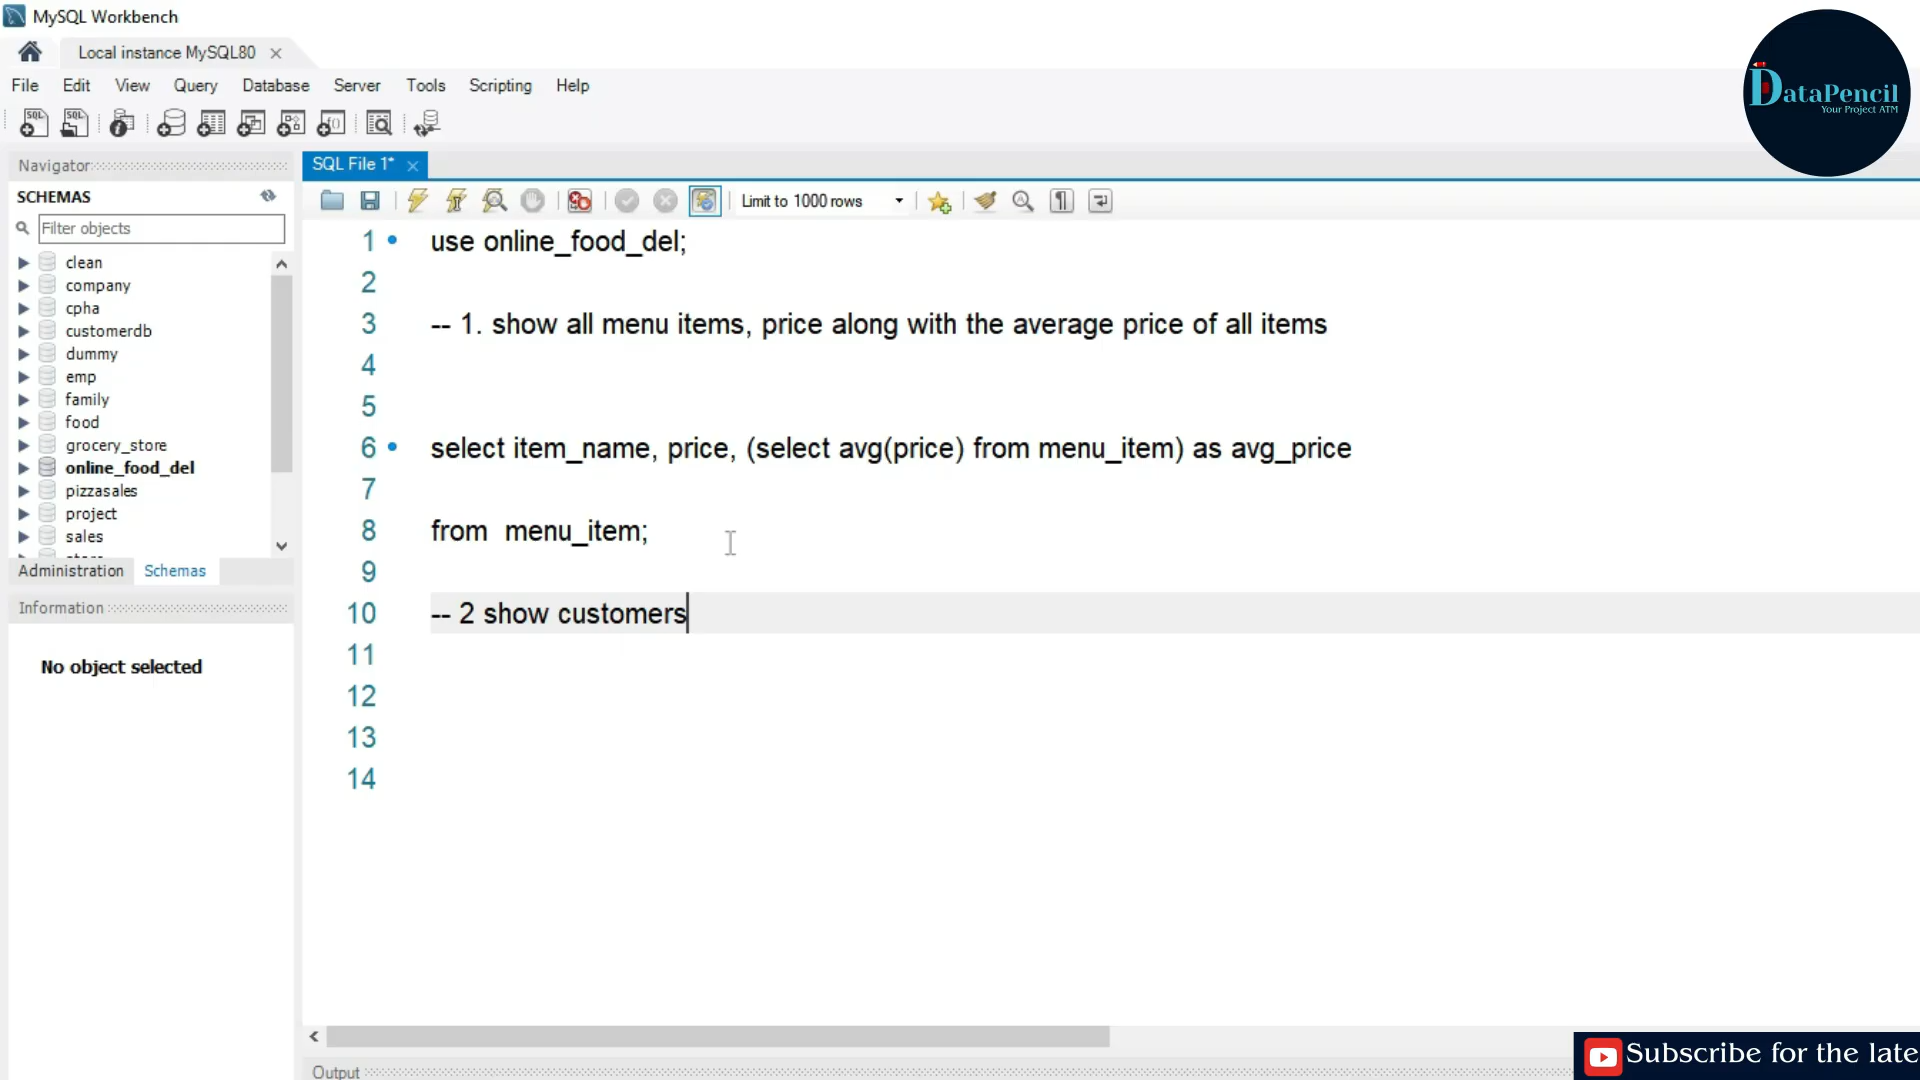 MySQL Workbench
Local instance MySQL80
File Edit View Query Database Server Tools Scripting Help
DataPencil
Your Project ATM
Navigator
SQL File 1*
SCHEMAS
Limit to 1000 rows
Filter objects
clean
company
cpha
customerdb
dummy
emp
family
food
grocery_store
online_food_del
pizzasales
project
sales
Administration Schemas
Information
No object selected
1 use online_food_del;
2
3 -- 1. show all menu items, price along with the average price of all items
4
5
6 select item_name, price, (select avg(price) from menu_item) as avg_price
7
8 from  menu_item;
9
10 -- 2 show customers
11
12
13
14
Output
Subscribe for the late